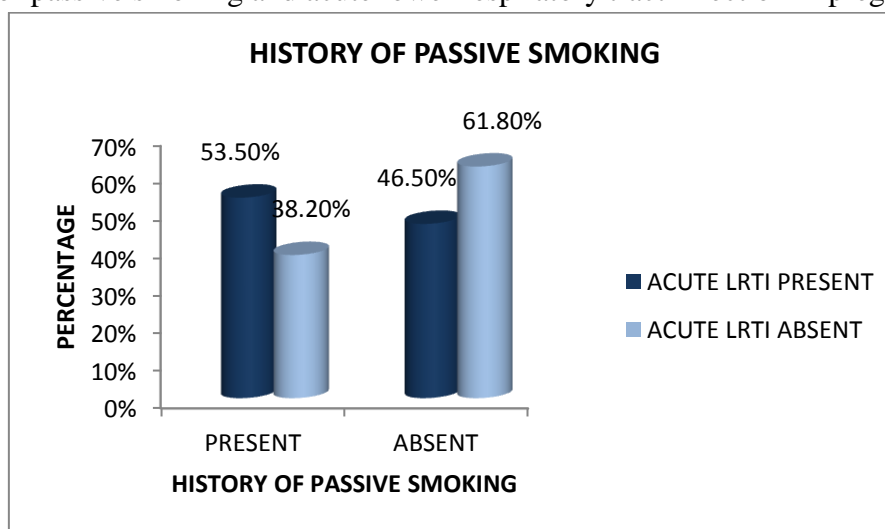 HISTORY OF PASSIVE SMOKING
61.80%
70%
53.50%
60%
46.50%
50%
38.20%
40%
30%
20%
10%
0%
PERCENTAGE
ACUTE LRTI PRESENT
ACUTE LRTI ABSENT
PRESENT ABSENT
HISTORY OF PASSIVE SMOKING